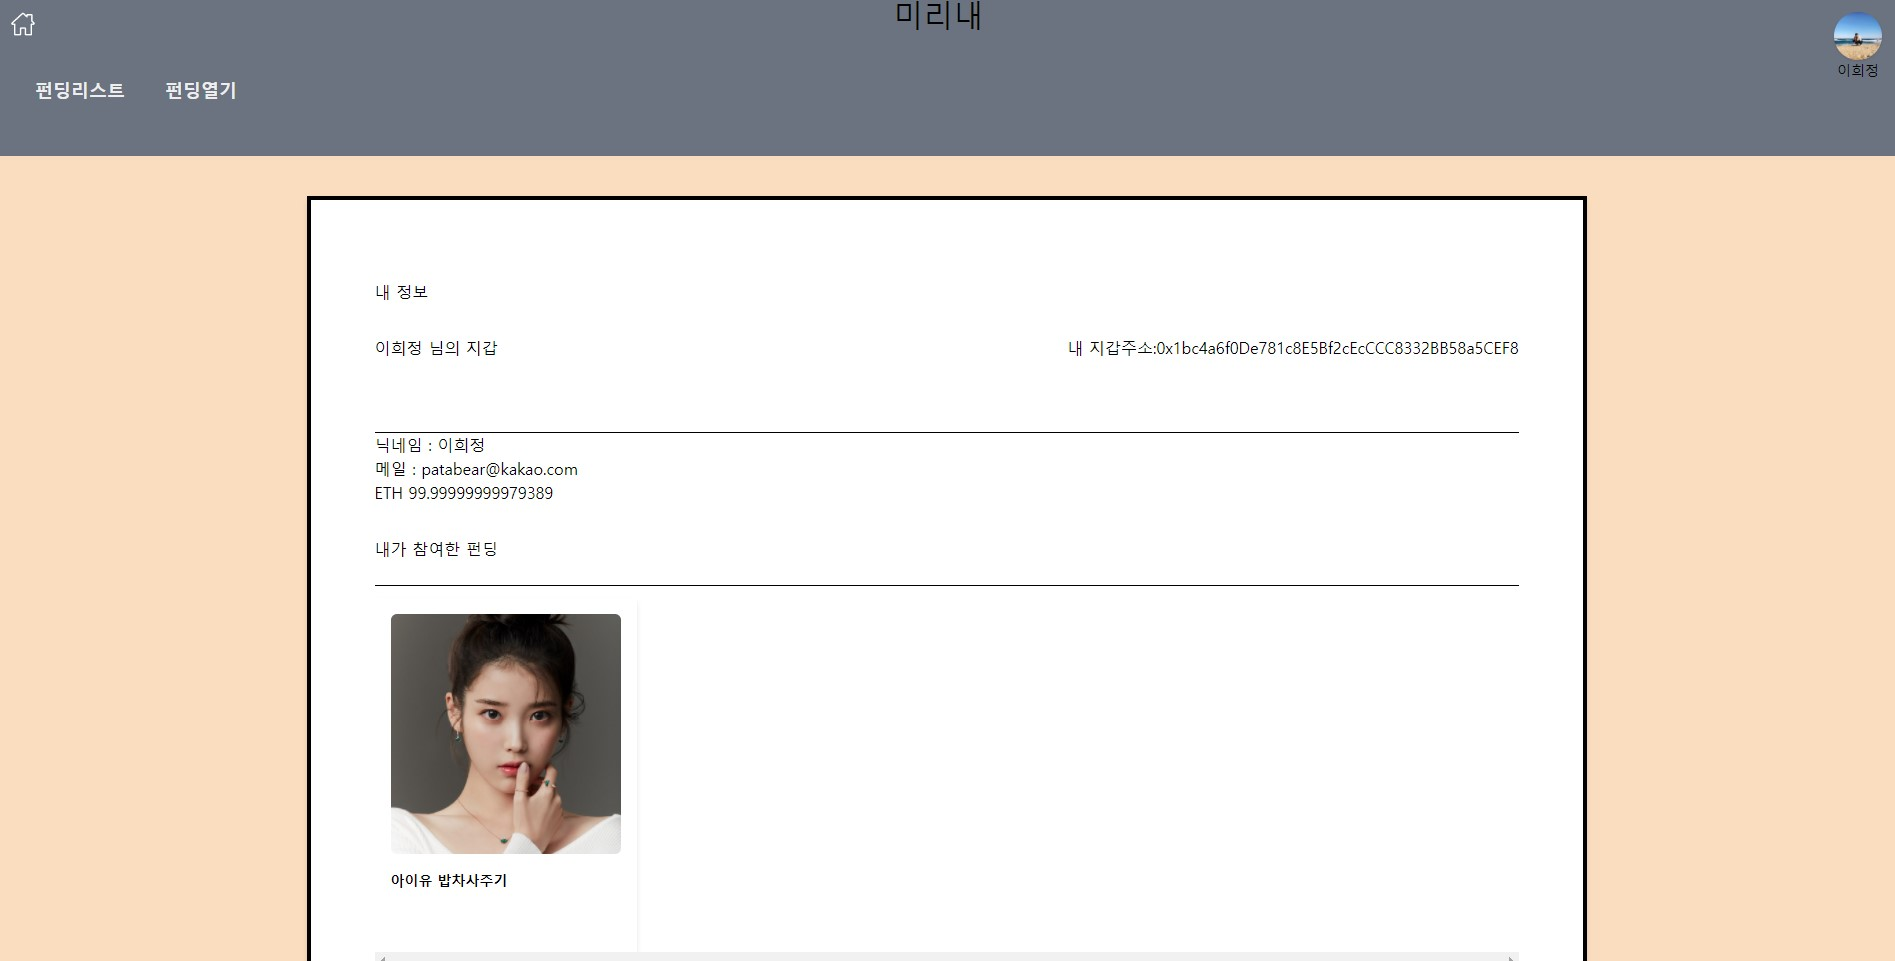 미리내
이희정
펀딩리스트 펀딩열기
내 정보
이희정 님의 지갑 내 지갑주소:0x1bc4a6f0De781c8E5Bf2cEcCCC8332BB58a5CEF8
닉네임 : 이희정
메일 : patabear@kakao.com
ETH 99.99999999979389
내가 참여한 펀딩
아이유 밥차사주기